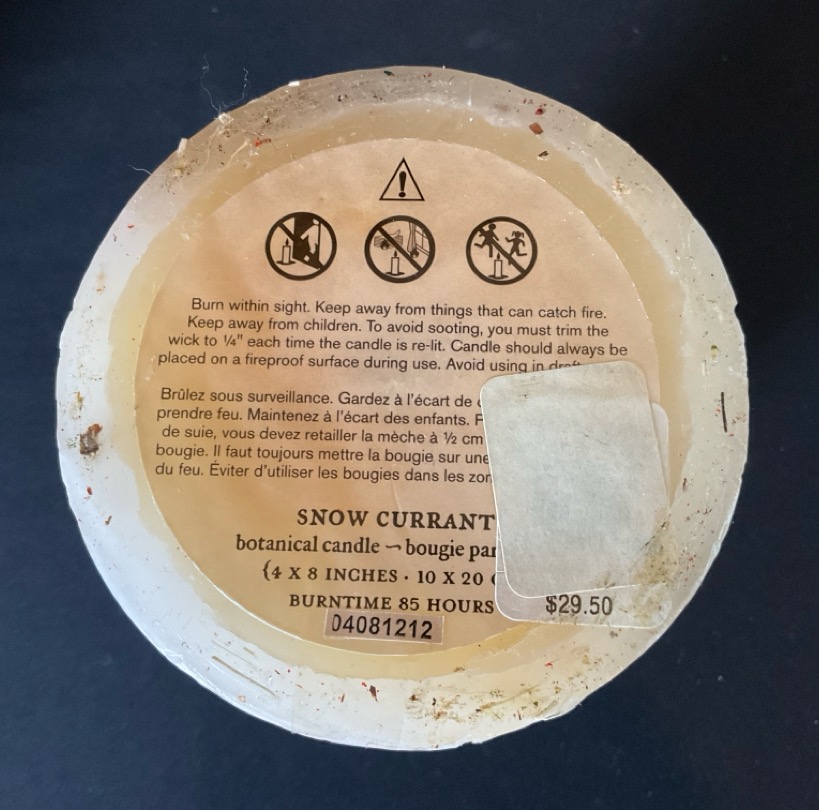 Burn within sight. Keep away from things that can catch fire.
Keep away from children. To avoid sooting, you must trim the
wick to ¼" each time the candle is re-lit. Candle should always be
placed on a fireproof surface during use. Avoid using in
Brûlez sous surveillance. Gardez à l'écart de
prendre feu. Maintenez à l'écart des enfants.
de suie, vous devez retailler la mèche à ½ cm
bougie. Il faut toujours mettre la bougie sur une
du feu. Éviter d'utiliser les bougies dans les
SNOW CURRANT
botanical candle – bougie
{4 X 8 INCHES · 10 X 20
BURNTIME 85 HOURS
$29.50
04081212